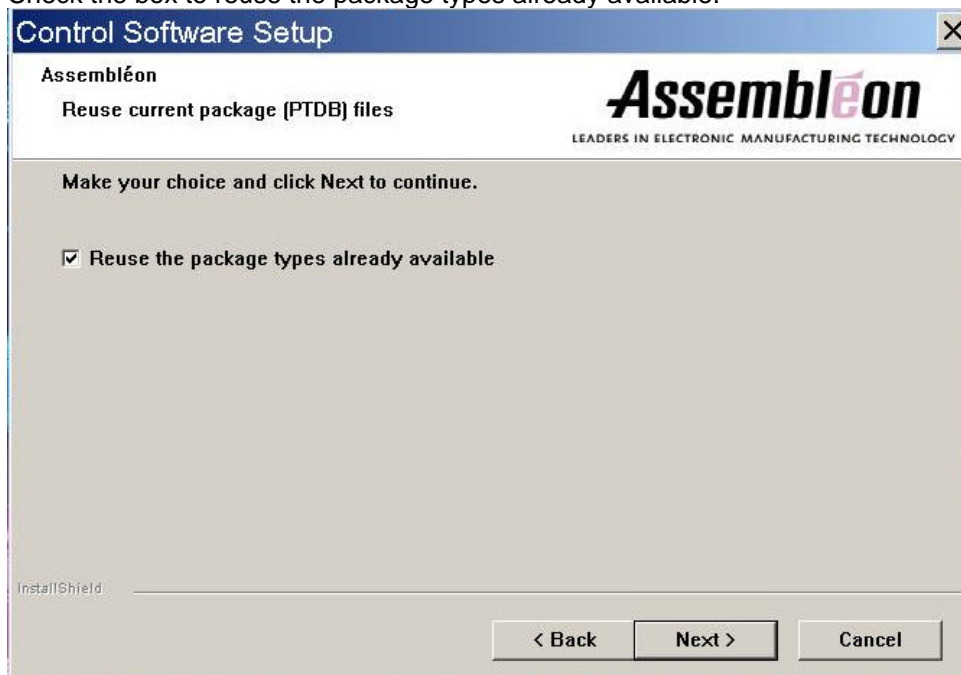 Check the box to reuse the package types already available.
Control Software Setup
Assembléon
Reuse current package (PTDB) files
Assembléon
LEADERS IN ELECTRONIC MANUFACTURING TECHNOLOGY
Make your choice and click Next to continue.
Reuse the package types already available
InstallShield
< Back
Next >
Cancel